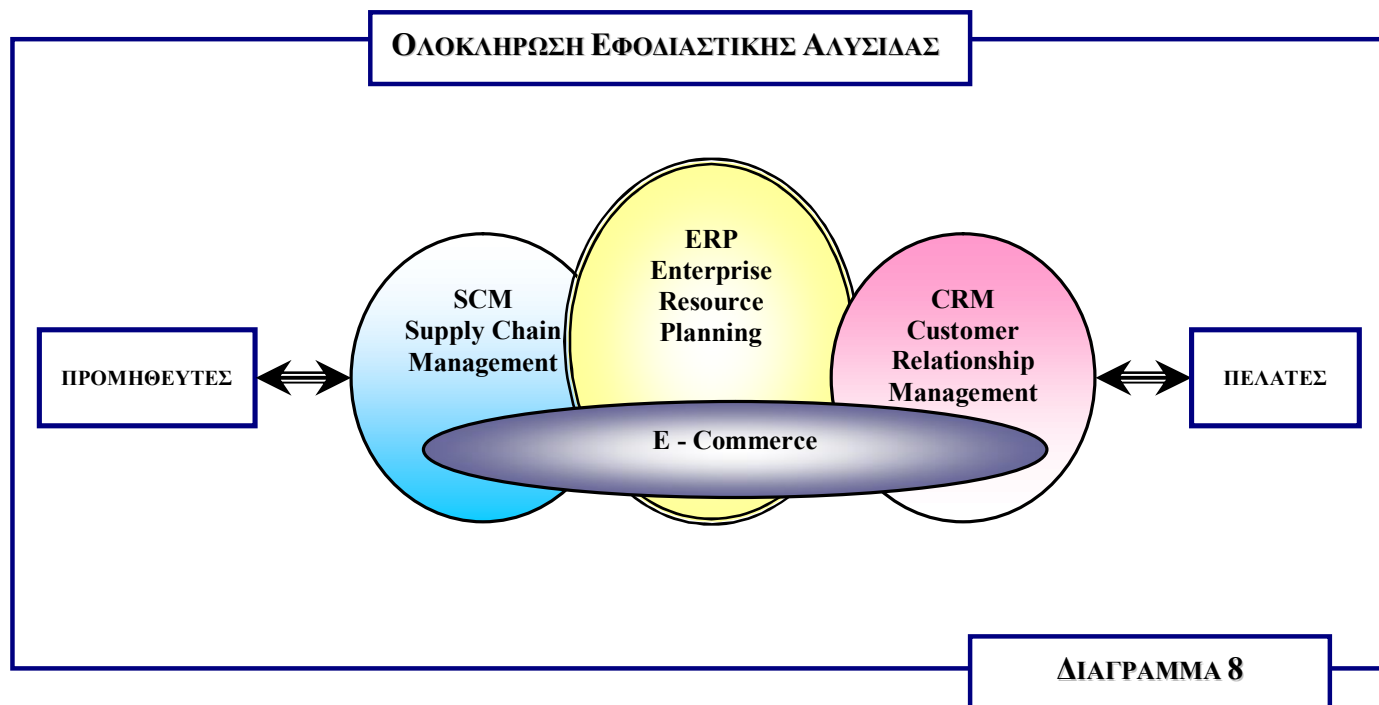 ΟΛΟΚΛΗΡΩΣΗ ΕΦΟΔΙΑΣΤΙΚΗΣ ΑΛΥΣΙΔΑΣ
ΠΡΟΜΗΘΕΥΤΕΣ
SCM
Supply Chain
Management
ERP
Enterprise
Resource
Planning
CRM
Customer
Relationship
Management
E - Commerce
ΠΕΛΑΤΕΣ
ΔΙΑΓΡΑΜΜΑ 8